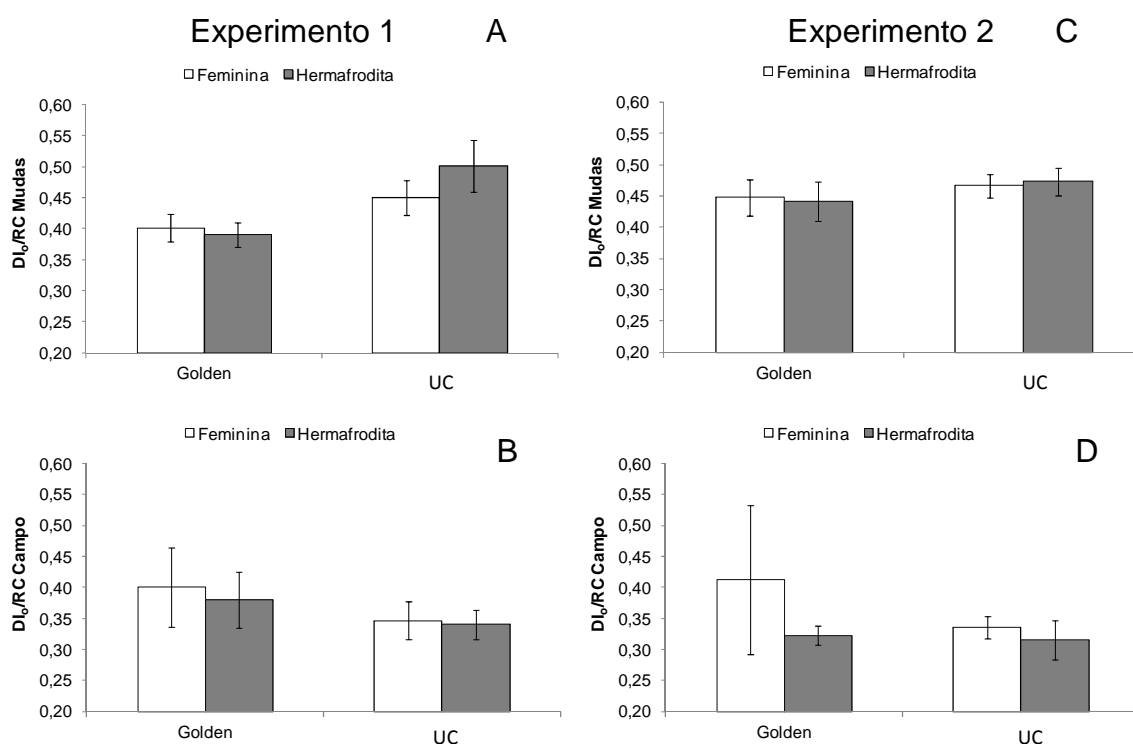 Experimento 1 A
Feminina Hermafrodita
DIo/RC Mudas
0,60
0,55
0,50
0,45
0,40
0,35
0,30
0,25
0,20
Golden UC
Experimento 2 C
Feminina Hermafrodita
DIo/RC Mudas
0,60
0,55
0,50
0,45
0,40
0,35
0,30
0,25
0,20
Golden UC
Feminina Hermafrodita
B
DIo/RC Campo
0,60
0,55
0,50
0,45
0,40
0,35
0,30
0,25
0,20
Golden UC
Feminina Hermafrodita
D
DIo/RC Campo
0,60
0,55
0,50
0,45
0,40
0,35
0,30
0,25
0,20
Golden UC